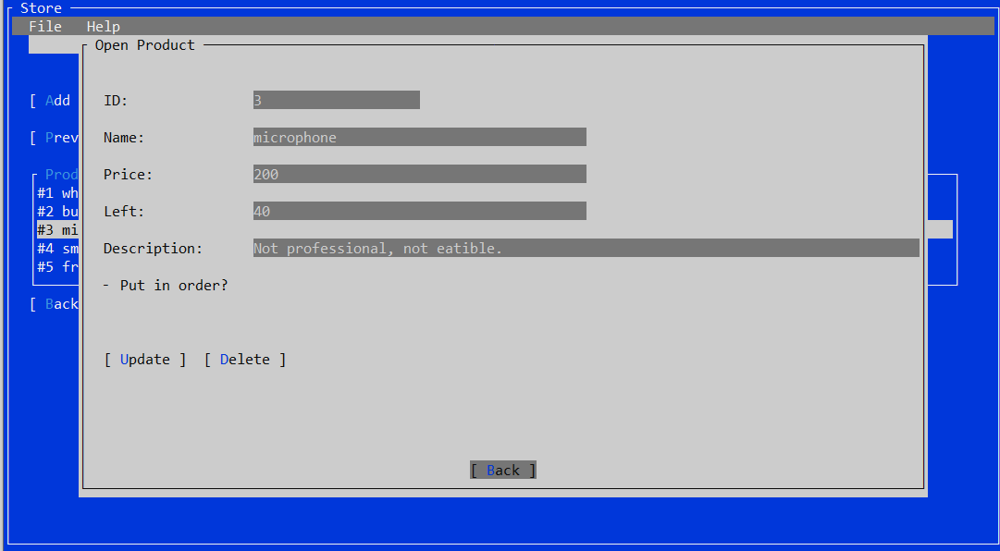 Store
File Help
Open Product
[ Add
ID: 3
[ Prev
Name: microphone
Prod
Price: 200
#1 wh
#2 bu
Left: 40
#3 mi
#4 sm
Description: Not professional, not eatible.
#5 fr
- Put in order?
[ Back
[ Update ] [ Delete ]
[ Back ]